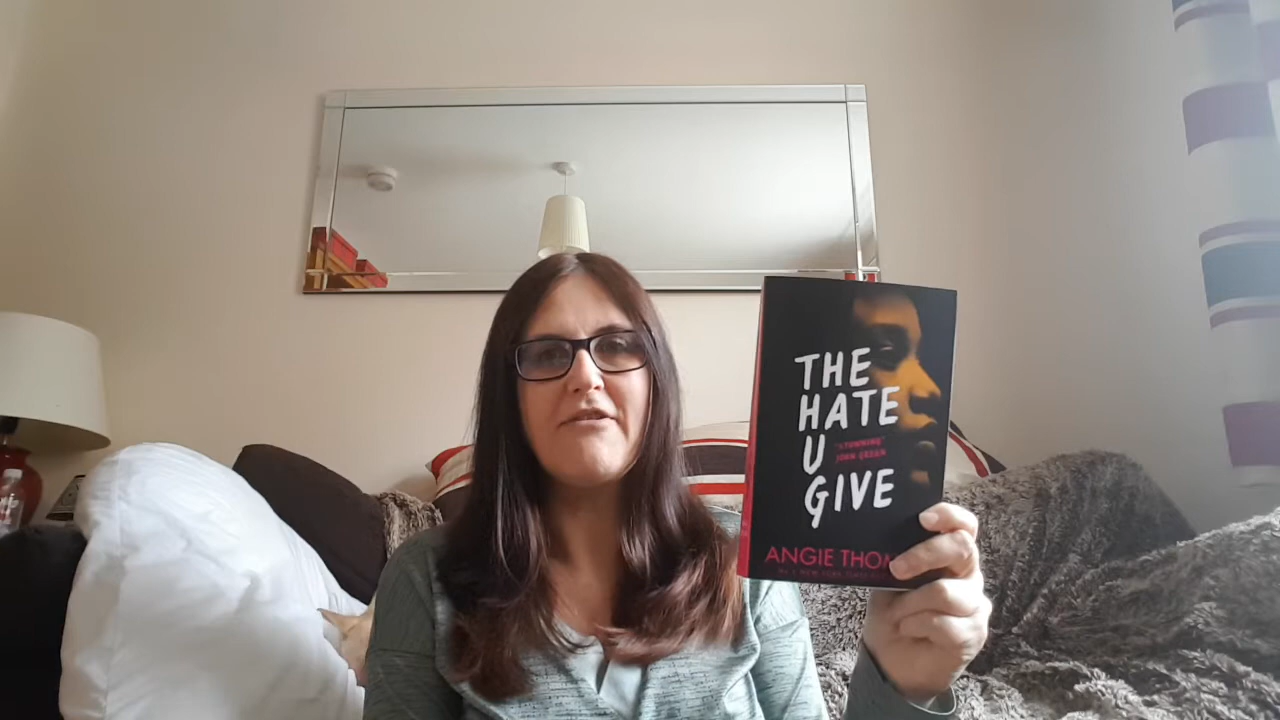 THE
HATE
U
GIVE
"STUNNING"
JOHN GREEN
ANGIE THOM